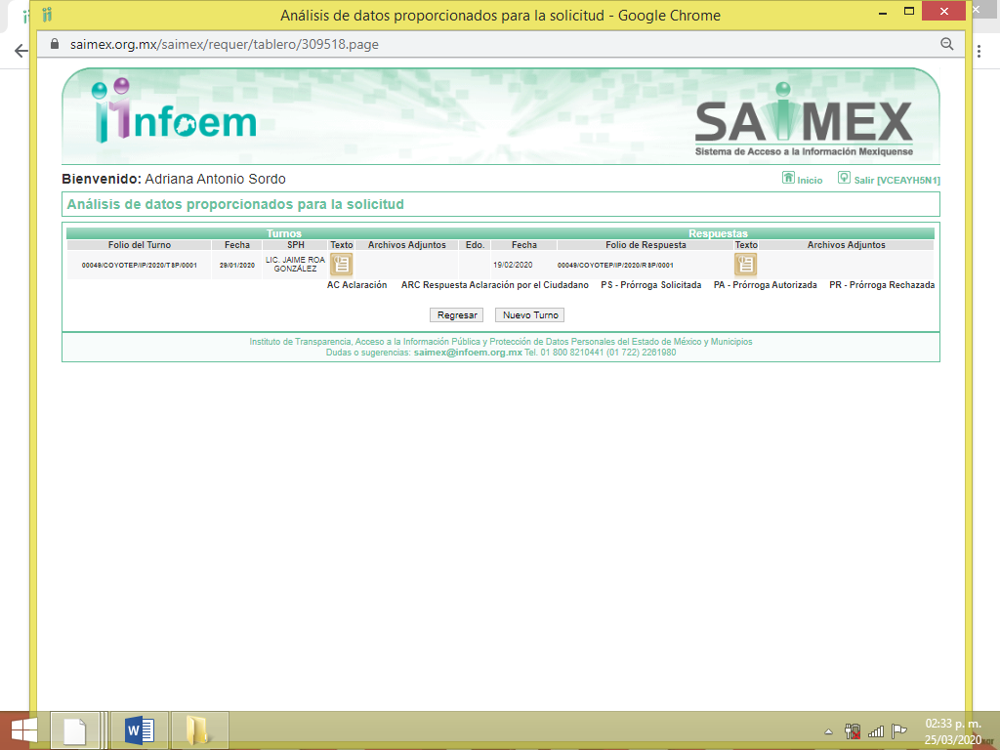 Análisis de datos proporcionados para la solicitud - Google Chrome
saimex.org.mx/saimex/requer/tablero/309518.page
infoem
SAIMEX
Sistema de Acceso a la Información Mexiquense
Bienvenido: Adriana Antonio Sordo
Inicio Salir [VCEAYH5N1]
Análisis de datos proporcionados para la solicitud
Turnos Respuestas
Folio del Turno Fecha SPH Texto Archivos Adjuntos Edo. Fecha Folio de Respuesta Texto Archivos Adjuntos
00049/COYOTEP/IP/2020/TSP/0001 29/01/2020 LIC. JAIME ROA GONZÁLEZ 19/02/2020 00049/COYOTEP/IP/2020/RSP/0001
AC Aclaración ARC Respuesta Aclaración por el Ciudadano PS - Prórroga Solicitada PA - Prórroga Autorizada PR - Prórroga Rechazada
Regresar Nuevo Turno
Instituto de Transparencia, Acceso a la Información Pública y Protección de Datos Personales del Estado de México y Municipios
Dudas o sugerencias: saimex@infoem.org.mx Tel. 01 800 8210441 (01 722) 2261980
02:33 p. m.
25/03/2020